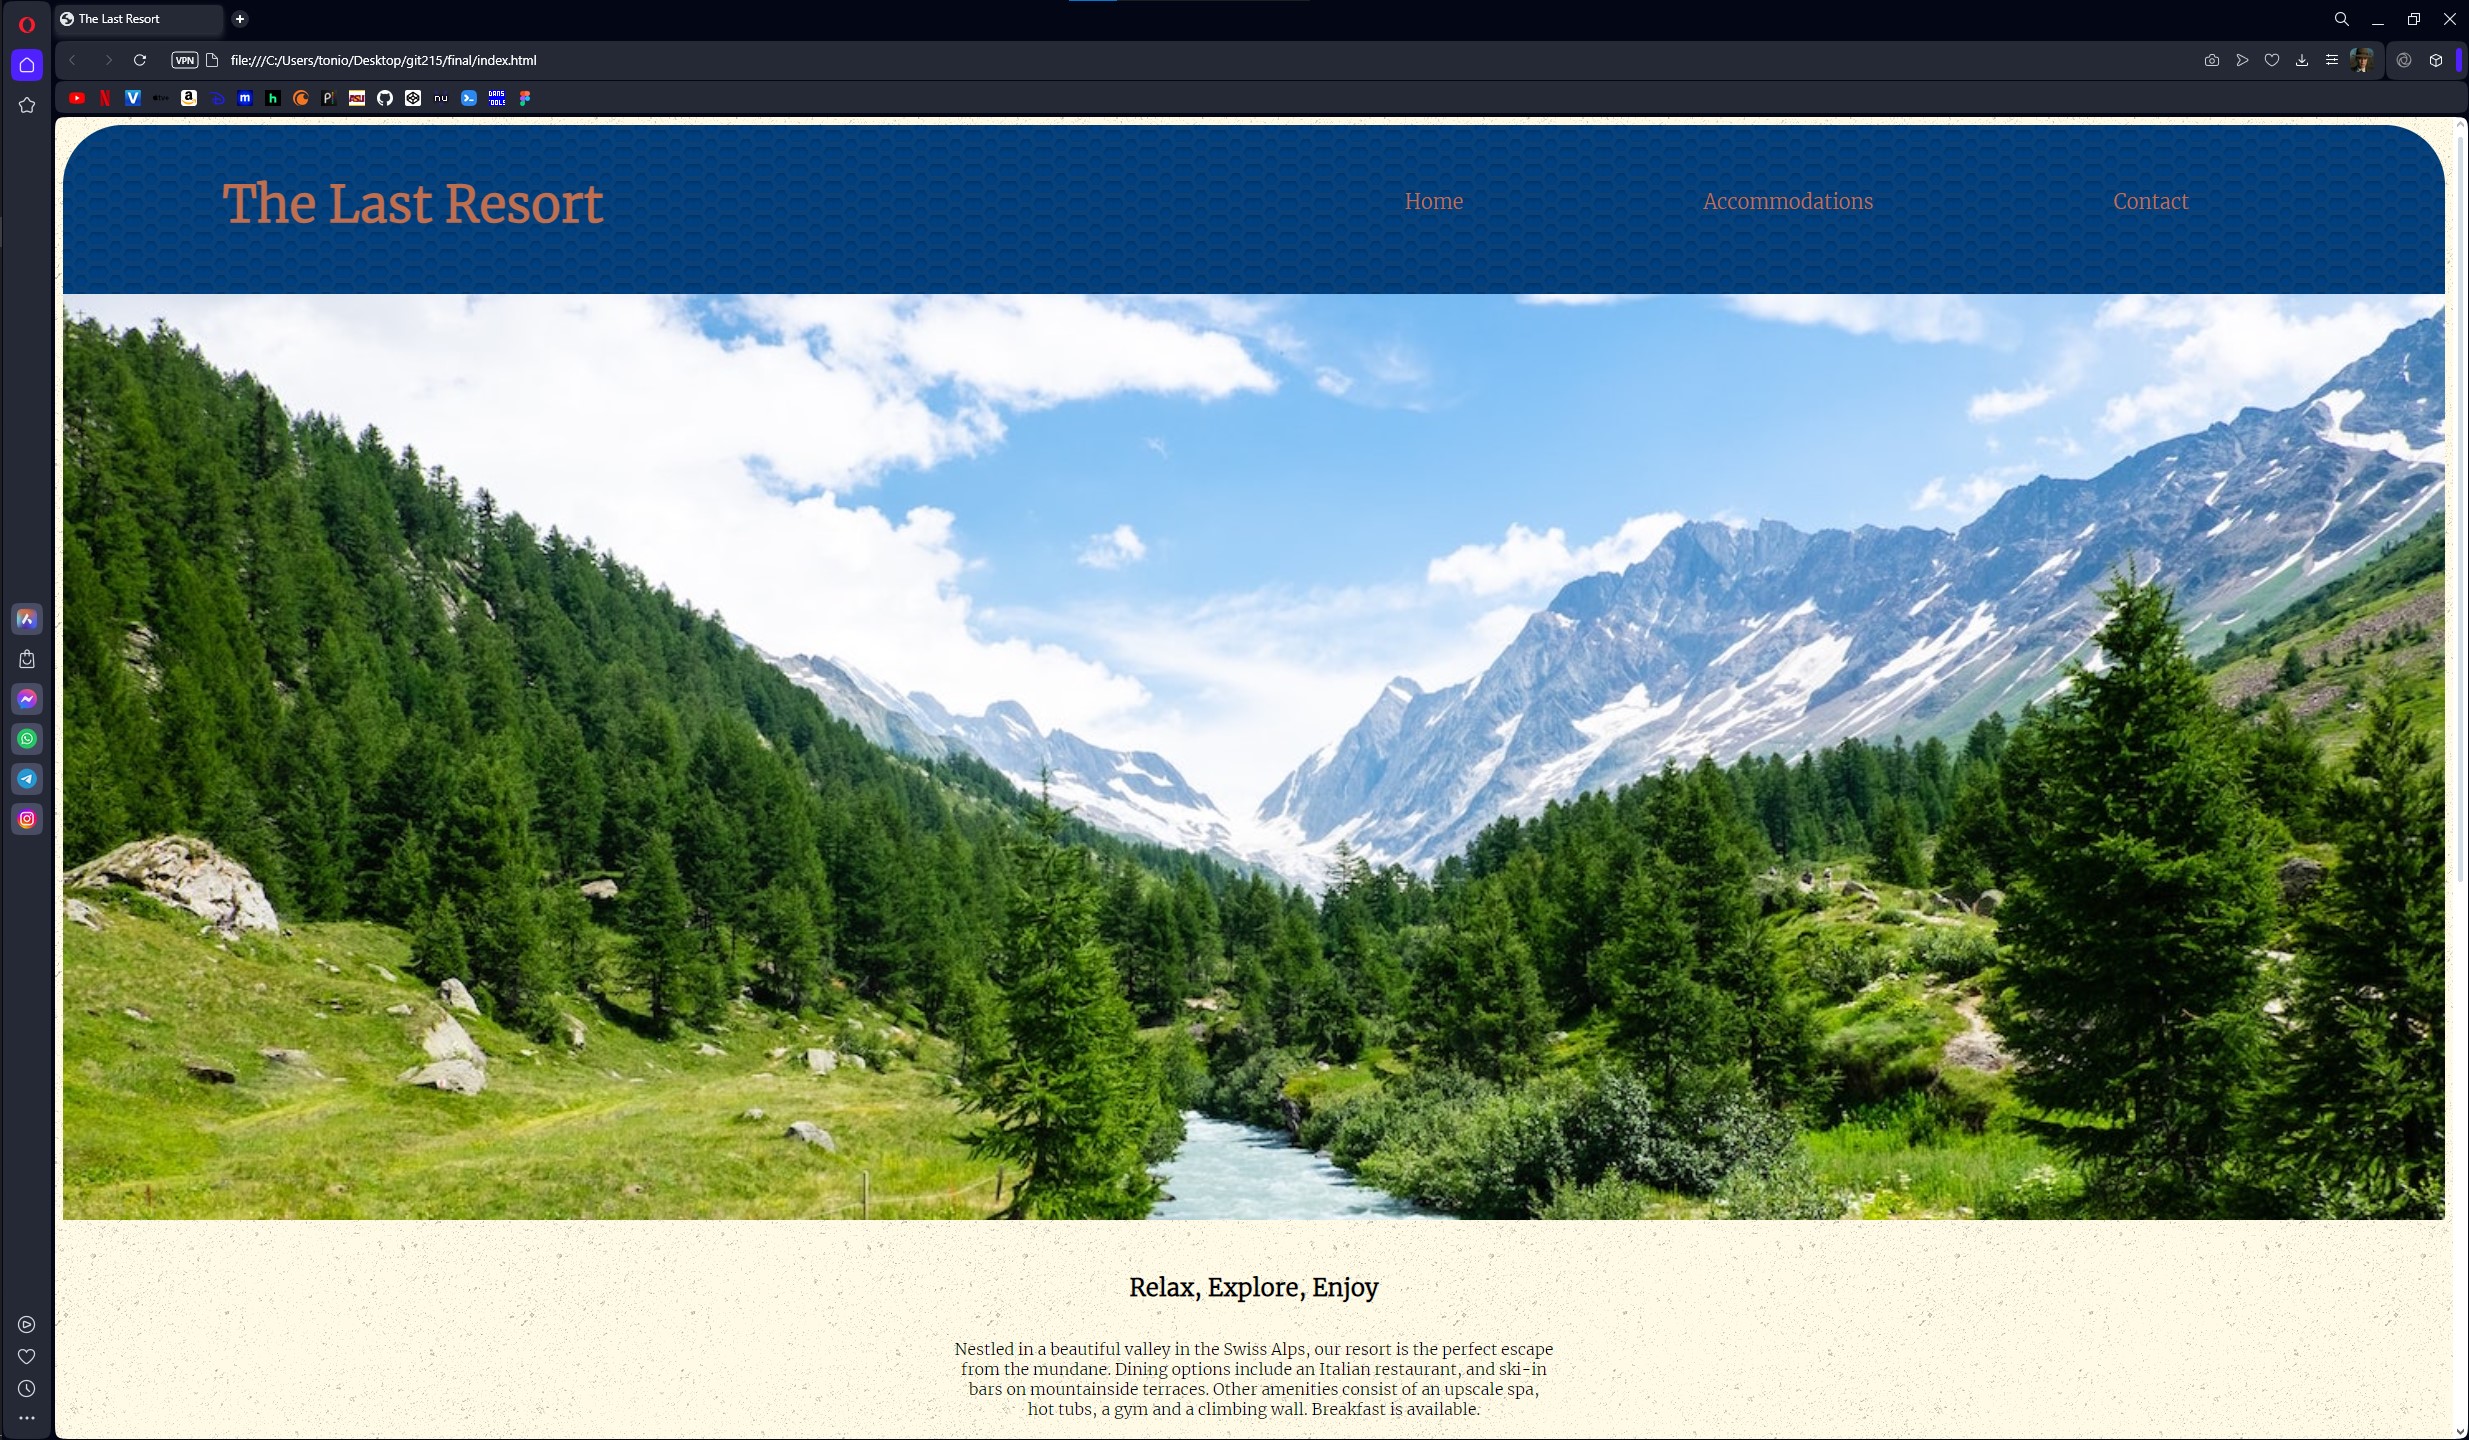 The Last Resort
VPN
file:///C:/Users/tonio/Desktop/git215/final/index.html
The Last Resort
Home
Accommodations
Contact
Relax, Explore, Enjoy
Nestled in a beautiful valley in the Swiss Alps, our resort is the perfect escape
from the mundane. Dining options include an Italian restaurant, and ski-in
bars on mountainside terraces. Other amenities consist of an upscale spa,
hot tubs, a gym and a climbing wall. Breakfast is available.